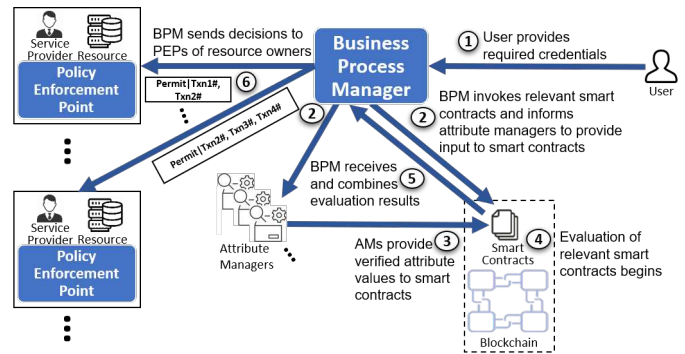 Service
Provider Resource
Policy
Enforcement
Point
BPM sends decisions to
PEPs of resource owners
6
Permit|Txn1#,
Txn2#
Permit|Txn2#, Txn3#, Txn4#
Business
Process
Manager
1 User provides
required credentials
User
BPM invokes relevant smart
2 contracts and informs
attribute managers to provide
input to smart contracts
2
BPM receives
and combines 5
evaluation results
Service
Provider Resource
Policy
Enforcement
Point
Attribute
Managers
AMs provide 3
verified attribute
values to smart
contracts
Smart 4
Contracts
Evaluation of
relevant smart
contracts begins
Blockchain